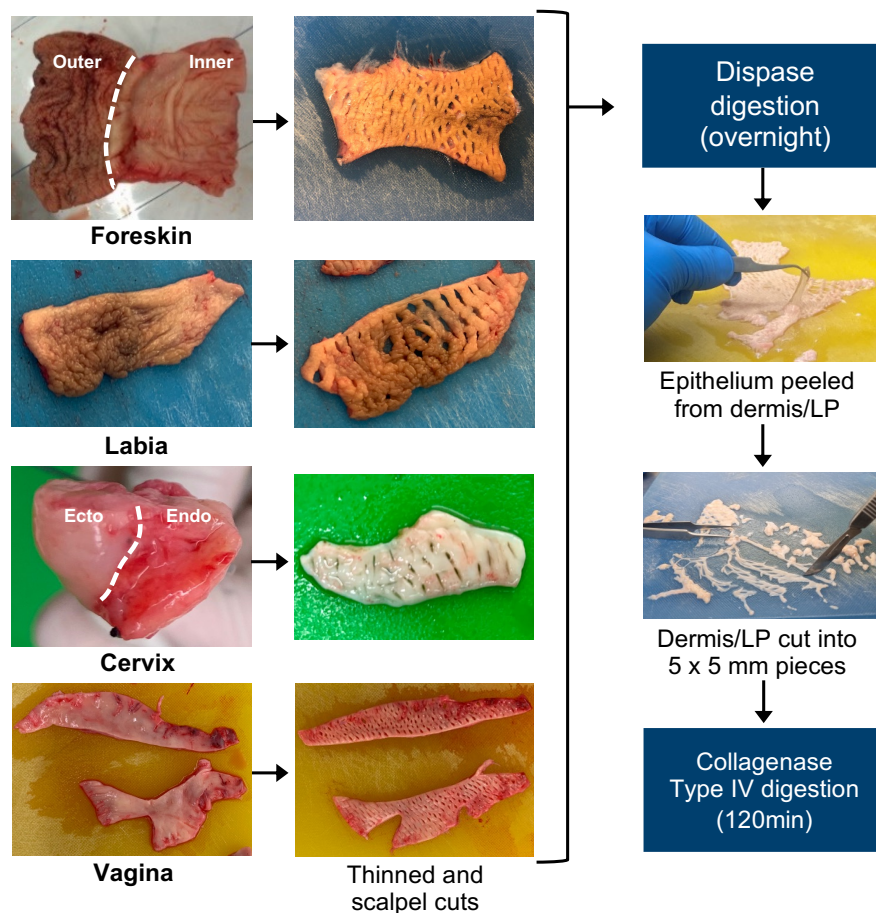 Outer
Inner
Foreskin
Labia
Ecto
Endo
Cervix
Vagina
Thinned and
scalpel cuts
Dispase
digestion
(overnight)
Epithelium peeled
from dermis/LP
Dermis/LP cut into
5 x 5 mm pieces
Collagenase
Type IV digestion
(120min)